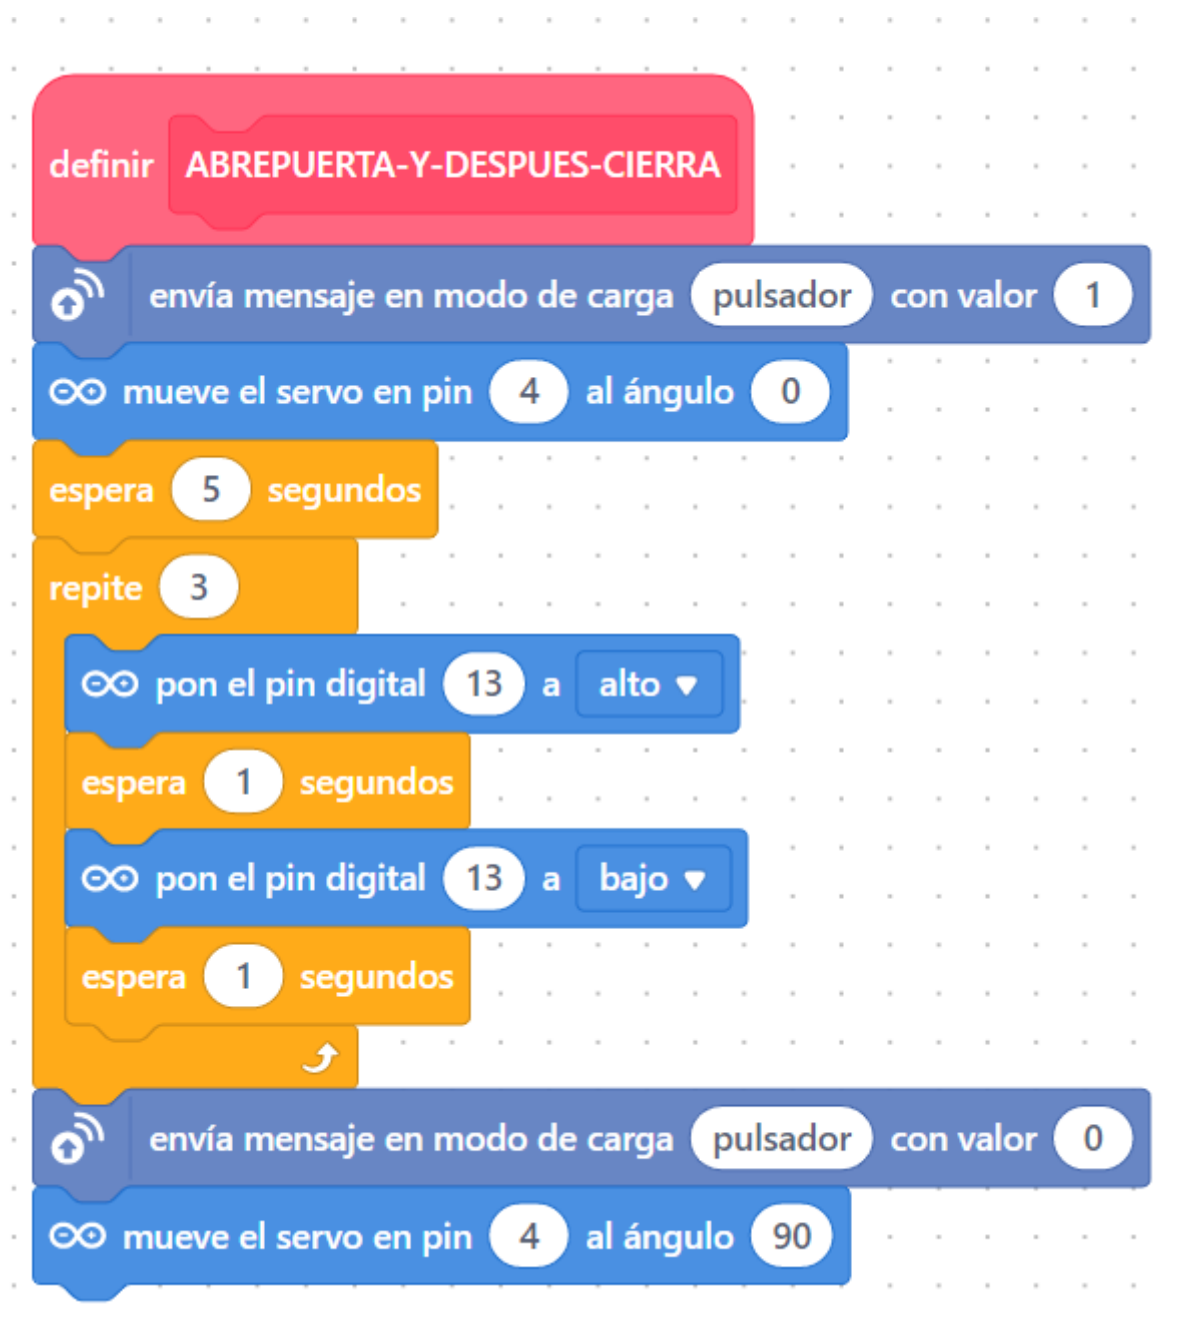 definir ABREPUERTA-Y-DESPUES-CIERRA
envía mensaje en modo de carga pulsador con valor 1
mueve el servo en pin 4 al ángulo 0
espera 5 segundos
repite 3
pon el pin digital 13 a alto
espera 1 segundos
pon el pin digital 13 a bajo
espera 1 segundos
envía mensaje en modo de carga pulsador con valor 0
mueve el servo en pin 4 al ángulo 90